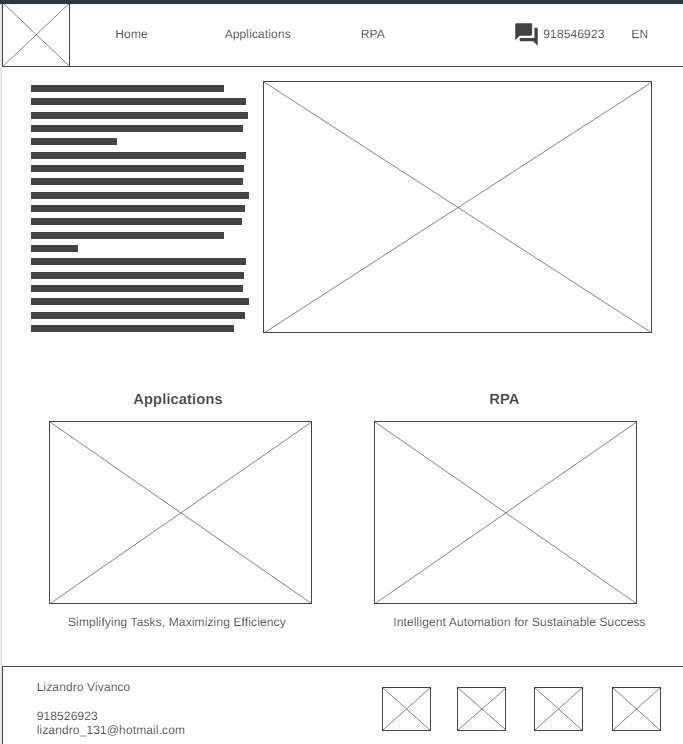 Home Applications RPA 918546923 EN
Applications RPA
Simplifying Tasks, Maximizing Efficiency Intelligent Automation for Sustainable Success
Lizandro Vivanco
918526923
lizandro_131@hotmail.com